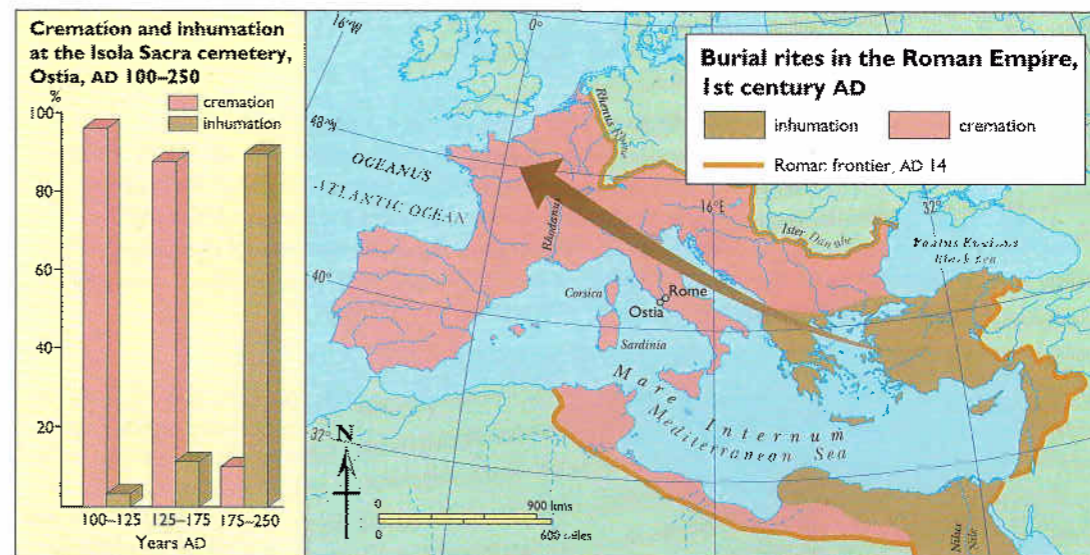 Cremation and inhumation
at the Isola Sacra cemetery,
Ostia, AD 100–250
%
cremation
inhumation
100
80
60
40
20
100–125 125–175 175–250
Years AD
Burial rites in the Roman Empire,
1st century AD
inhumation cremation
Roman frontier, AD 14
16°W
0°
48°N
40°
32°
16°E
32°
OCEANUS
ATLANTIC OCEAN
Rhenus Rhine
Rhodanus
Ister Danube
Black Sea
Corsica
Rome
Ostia
Sardinia
Mare Internum
Mediterranean Sea
Nilus
Nile
N
0 900 kms
0 600 miles